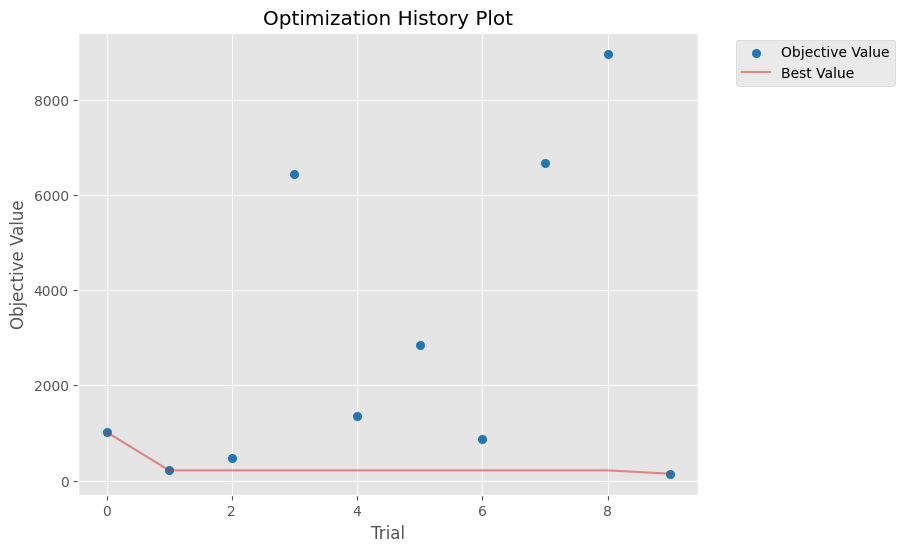 Optimization History Plot
Objective Value
Best Value
Objective Value
8000
6000
4000
2000
0
0 2 4 6 8
Trial